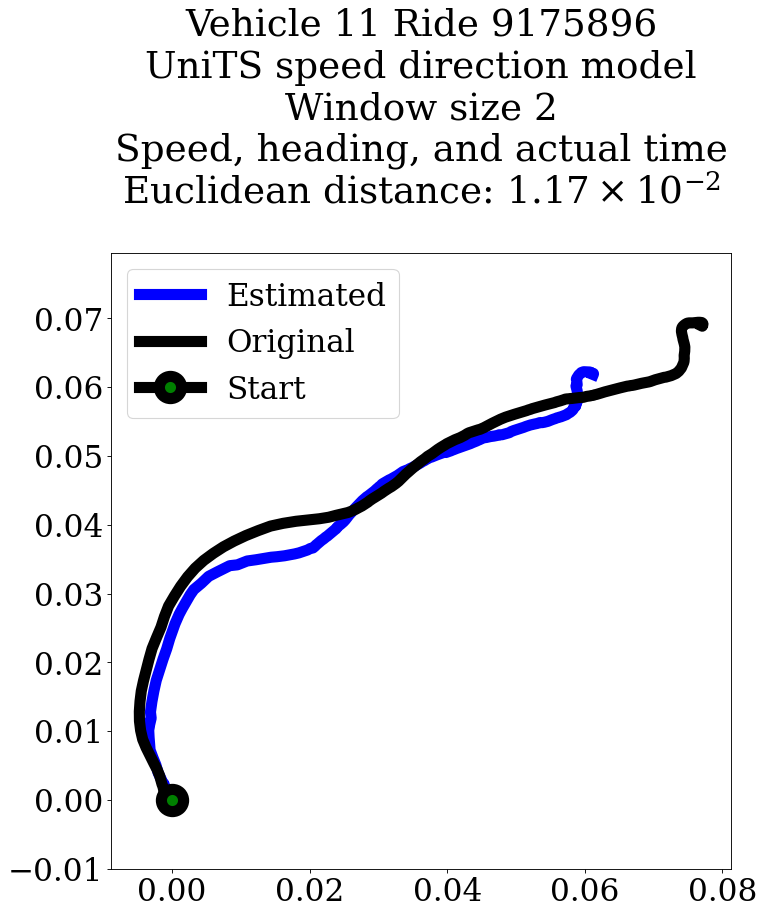 Vehicle 11 Ride 9175896
UniTS speed direction model
Window size 2
Speed, heading, and actual time
Euclidean distance: 1.17 × 10⁻²
Estimated
Original
Start
0.07
0.06
0.05
0.04
0.03
0.02
0.01
0.00
−0.01
0.00 0.02 0.04 0.06 0.08